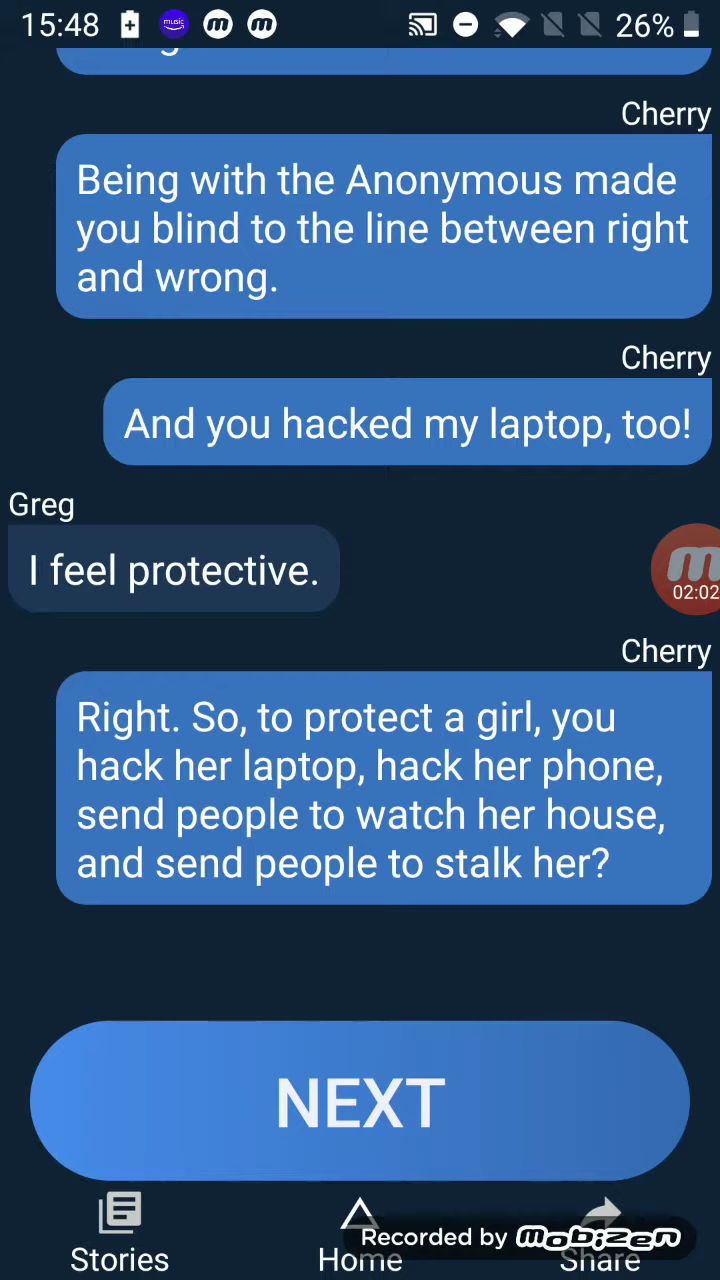 15:48
music
m
m
26%
Cherry
Being with the Anonymous made
you blind to the line between right
and wrong.
Cherry
And you hacked my laptop, too!
Greg
I feel protective.
m
02:02
Cherry
Right. So, to protect a girl, you
hack her laptop, hack her phone,
send people to watch her house,
and send people to stalk her?
NEXT
Stories
Home
Share
Recorded by mobizen